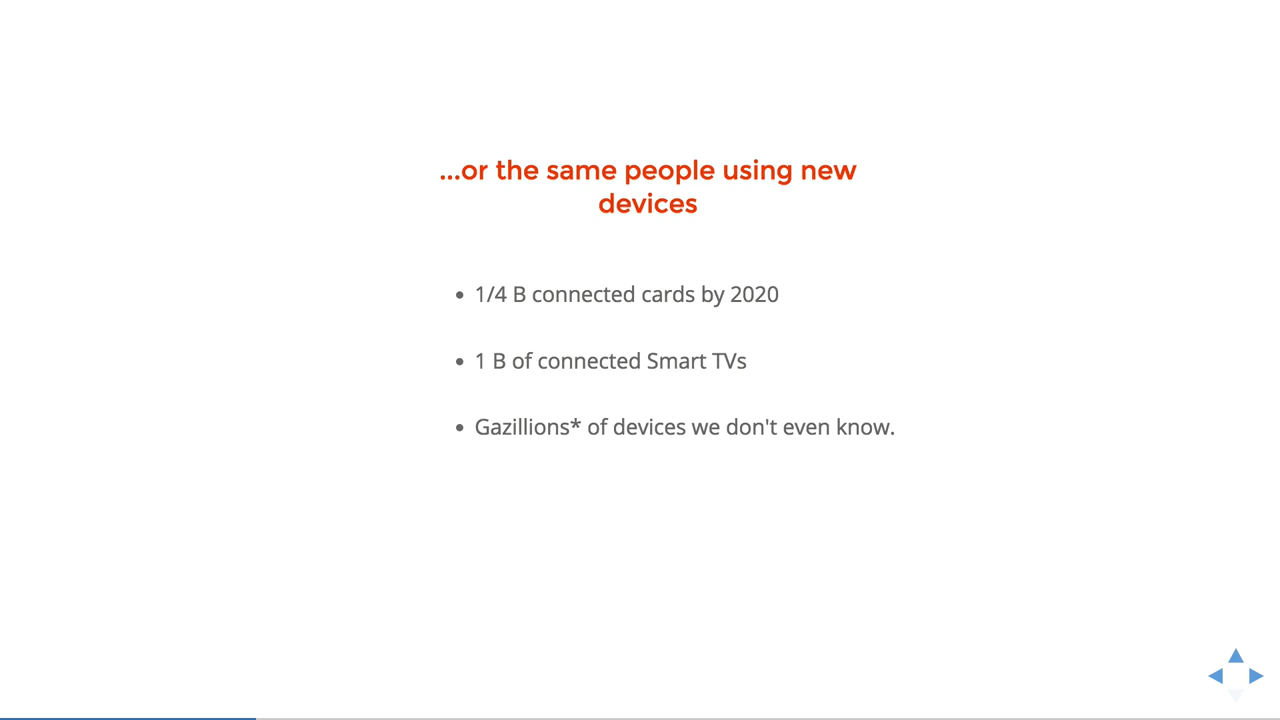 ...or the same people using new
devices
1/4 B connected cards by 2020
1 B of connected Smart TVs
Gazillions* of devices we don't even know.